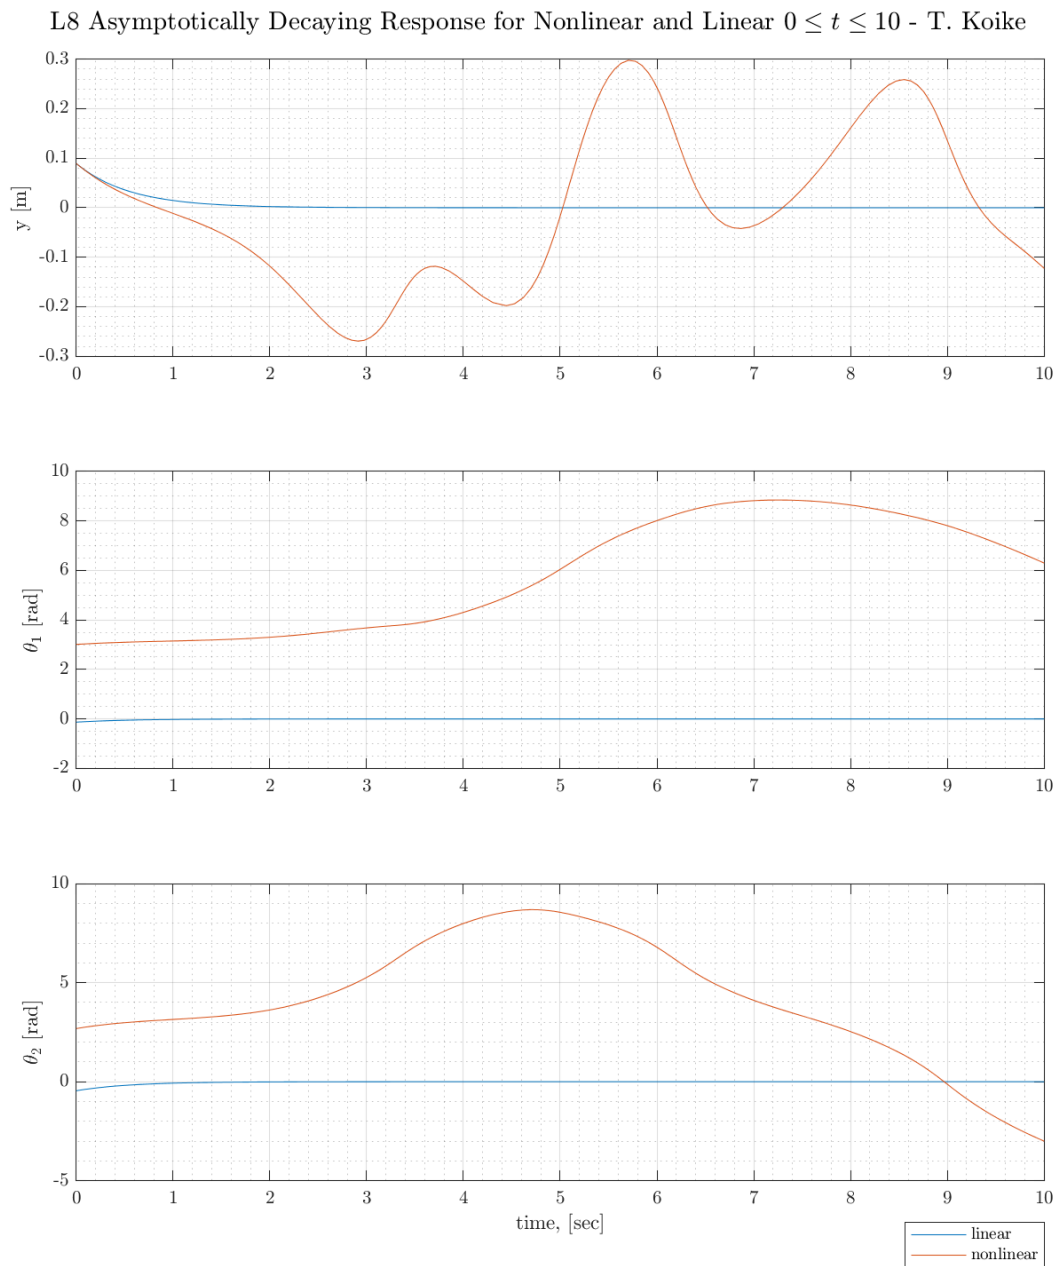 L8 Asymptotically Decaying Response for Nonlinear and Linear 0 ≤ t ≤ 10 - T. Koike
0.3
0.2
0.1
0
-0.1
-0.2
-0.3
y [m]
0 1 2 3 4 5 6 7 8 9 10
10
8
6
4
2
0
-2
θ₁ [rad]
0 1 2 3 4 5 6 7 8 9 10
10
5
0
-5
θ₂ [rad]
0 1 2 3 4 5 6 7 8 9 10
time, [sec]
linear
nonlinear